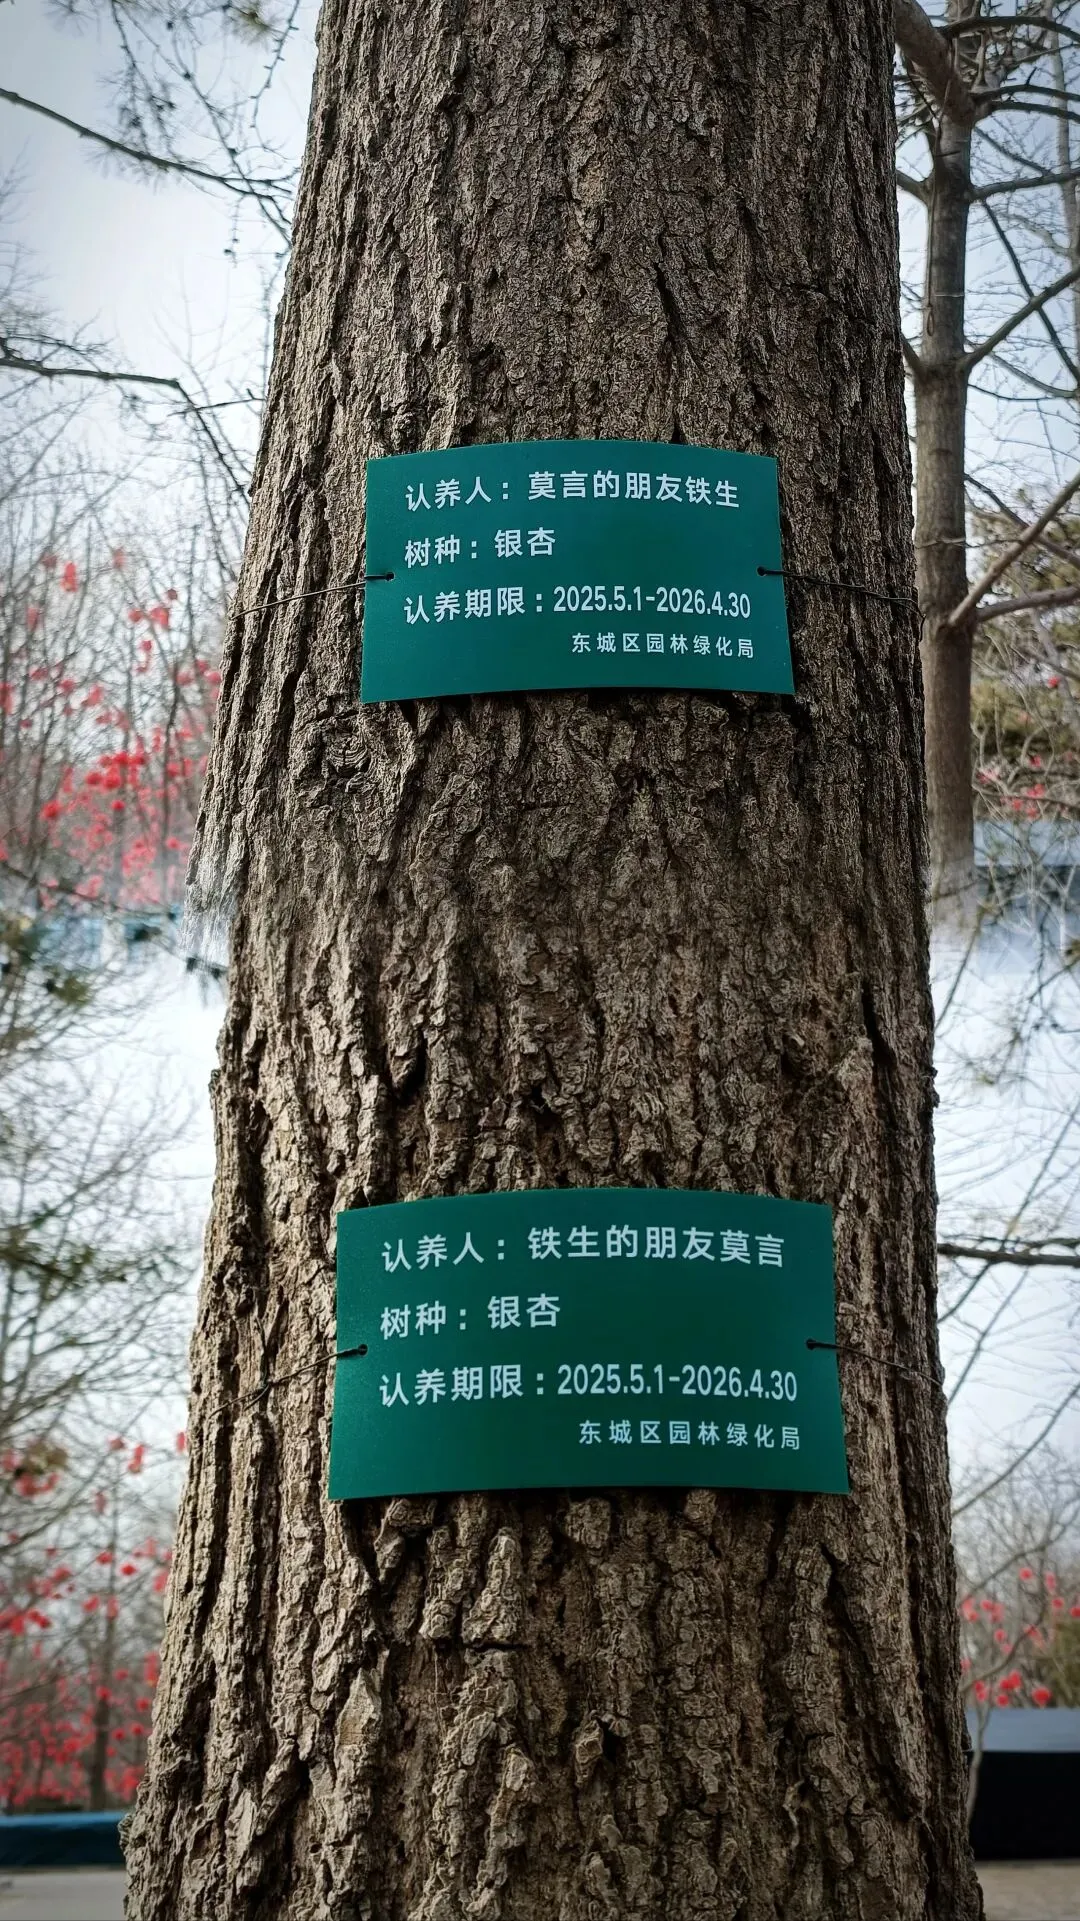 认养人：莫言的朋友铁生
树种：银杏
认养期限：2025.5.1-2026.4.30
东城区园林绿化局
认养人：铁生的朋友莫言
树种：银杏
认养期限：2025.5.1-2026.4.30
东城区园林绿化局